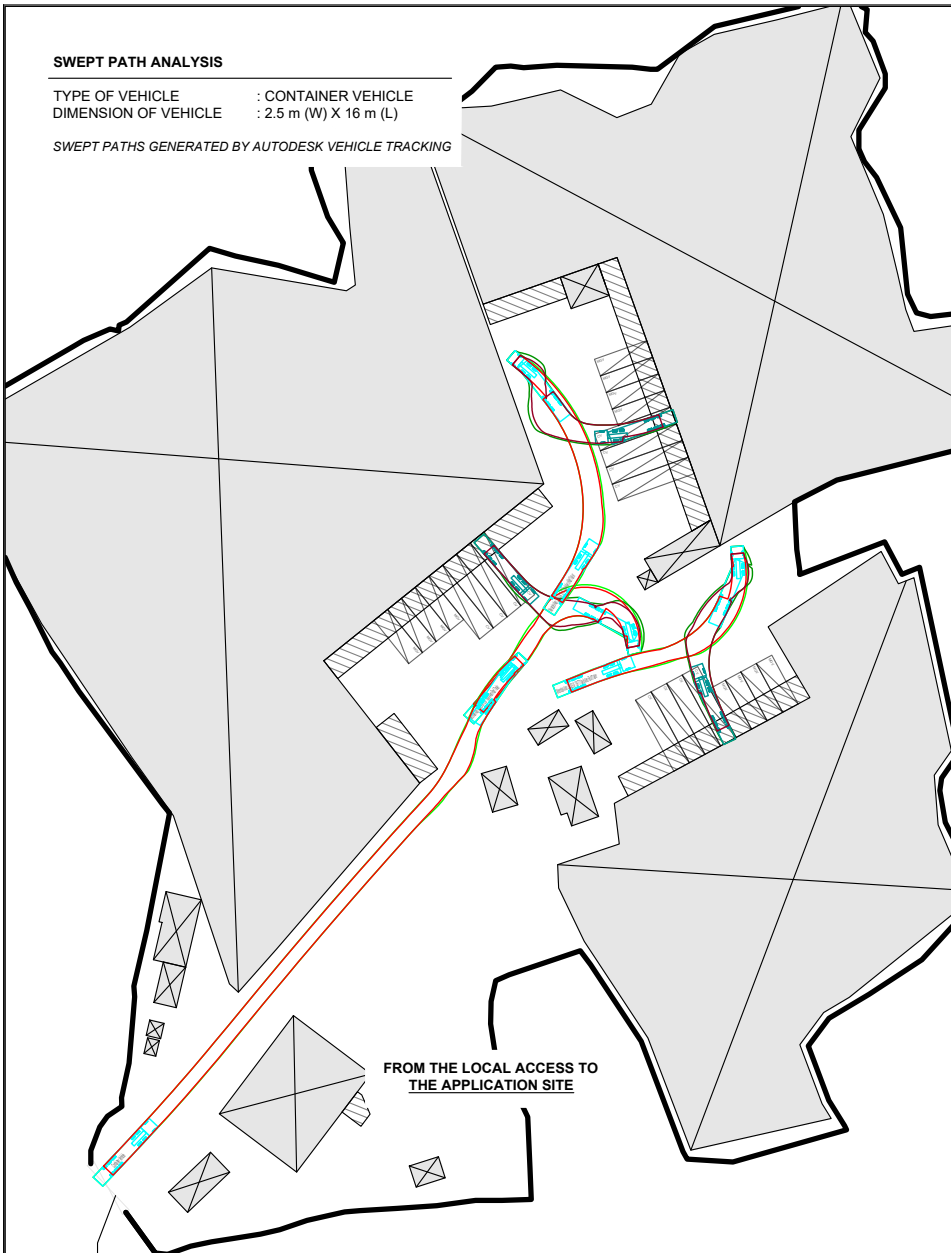 SWEPT PATH ANALYSIS
TYPE OF VEHICLE : CONTAINER VEHICLE
DIMENSION OF VEHICLE : 2.5 m (W) X 16 m (L)
SWEPT PATHS GENERATED BY AUTODESK VEHICLE TRACKING
FROM THE LOCAL ACCESS TO
THE APPLICATION SITE